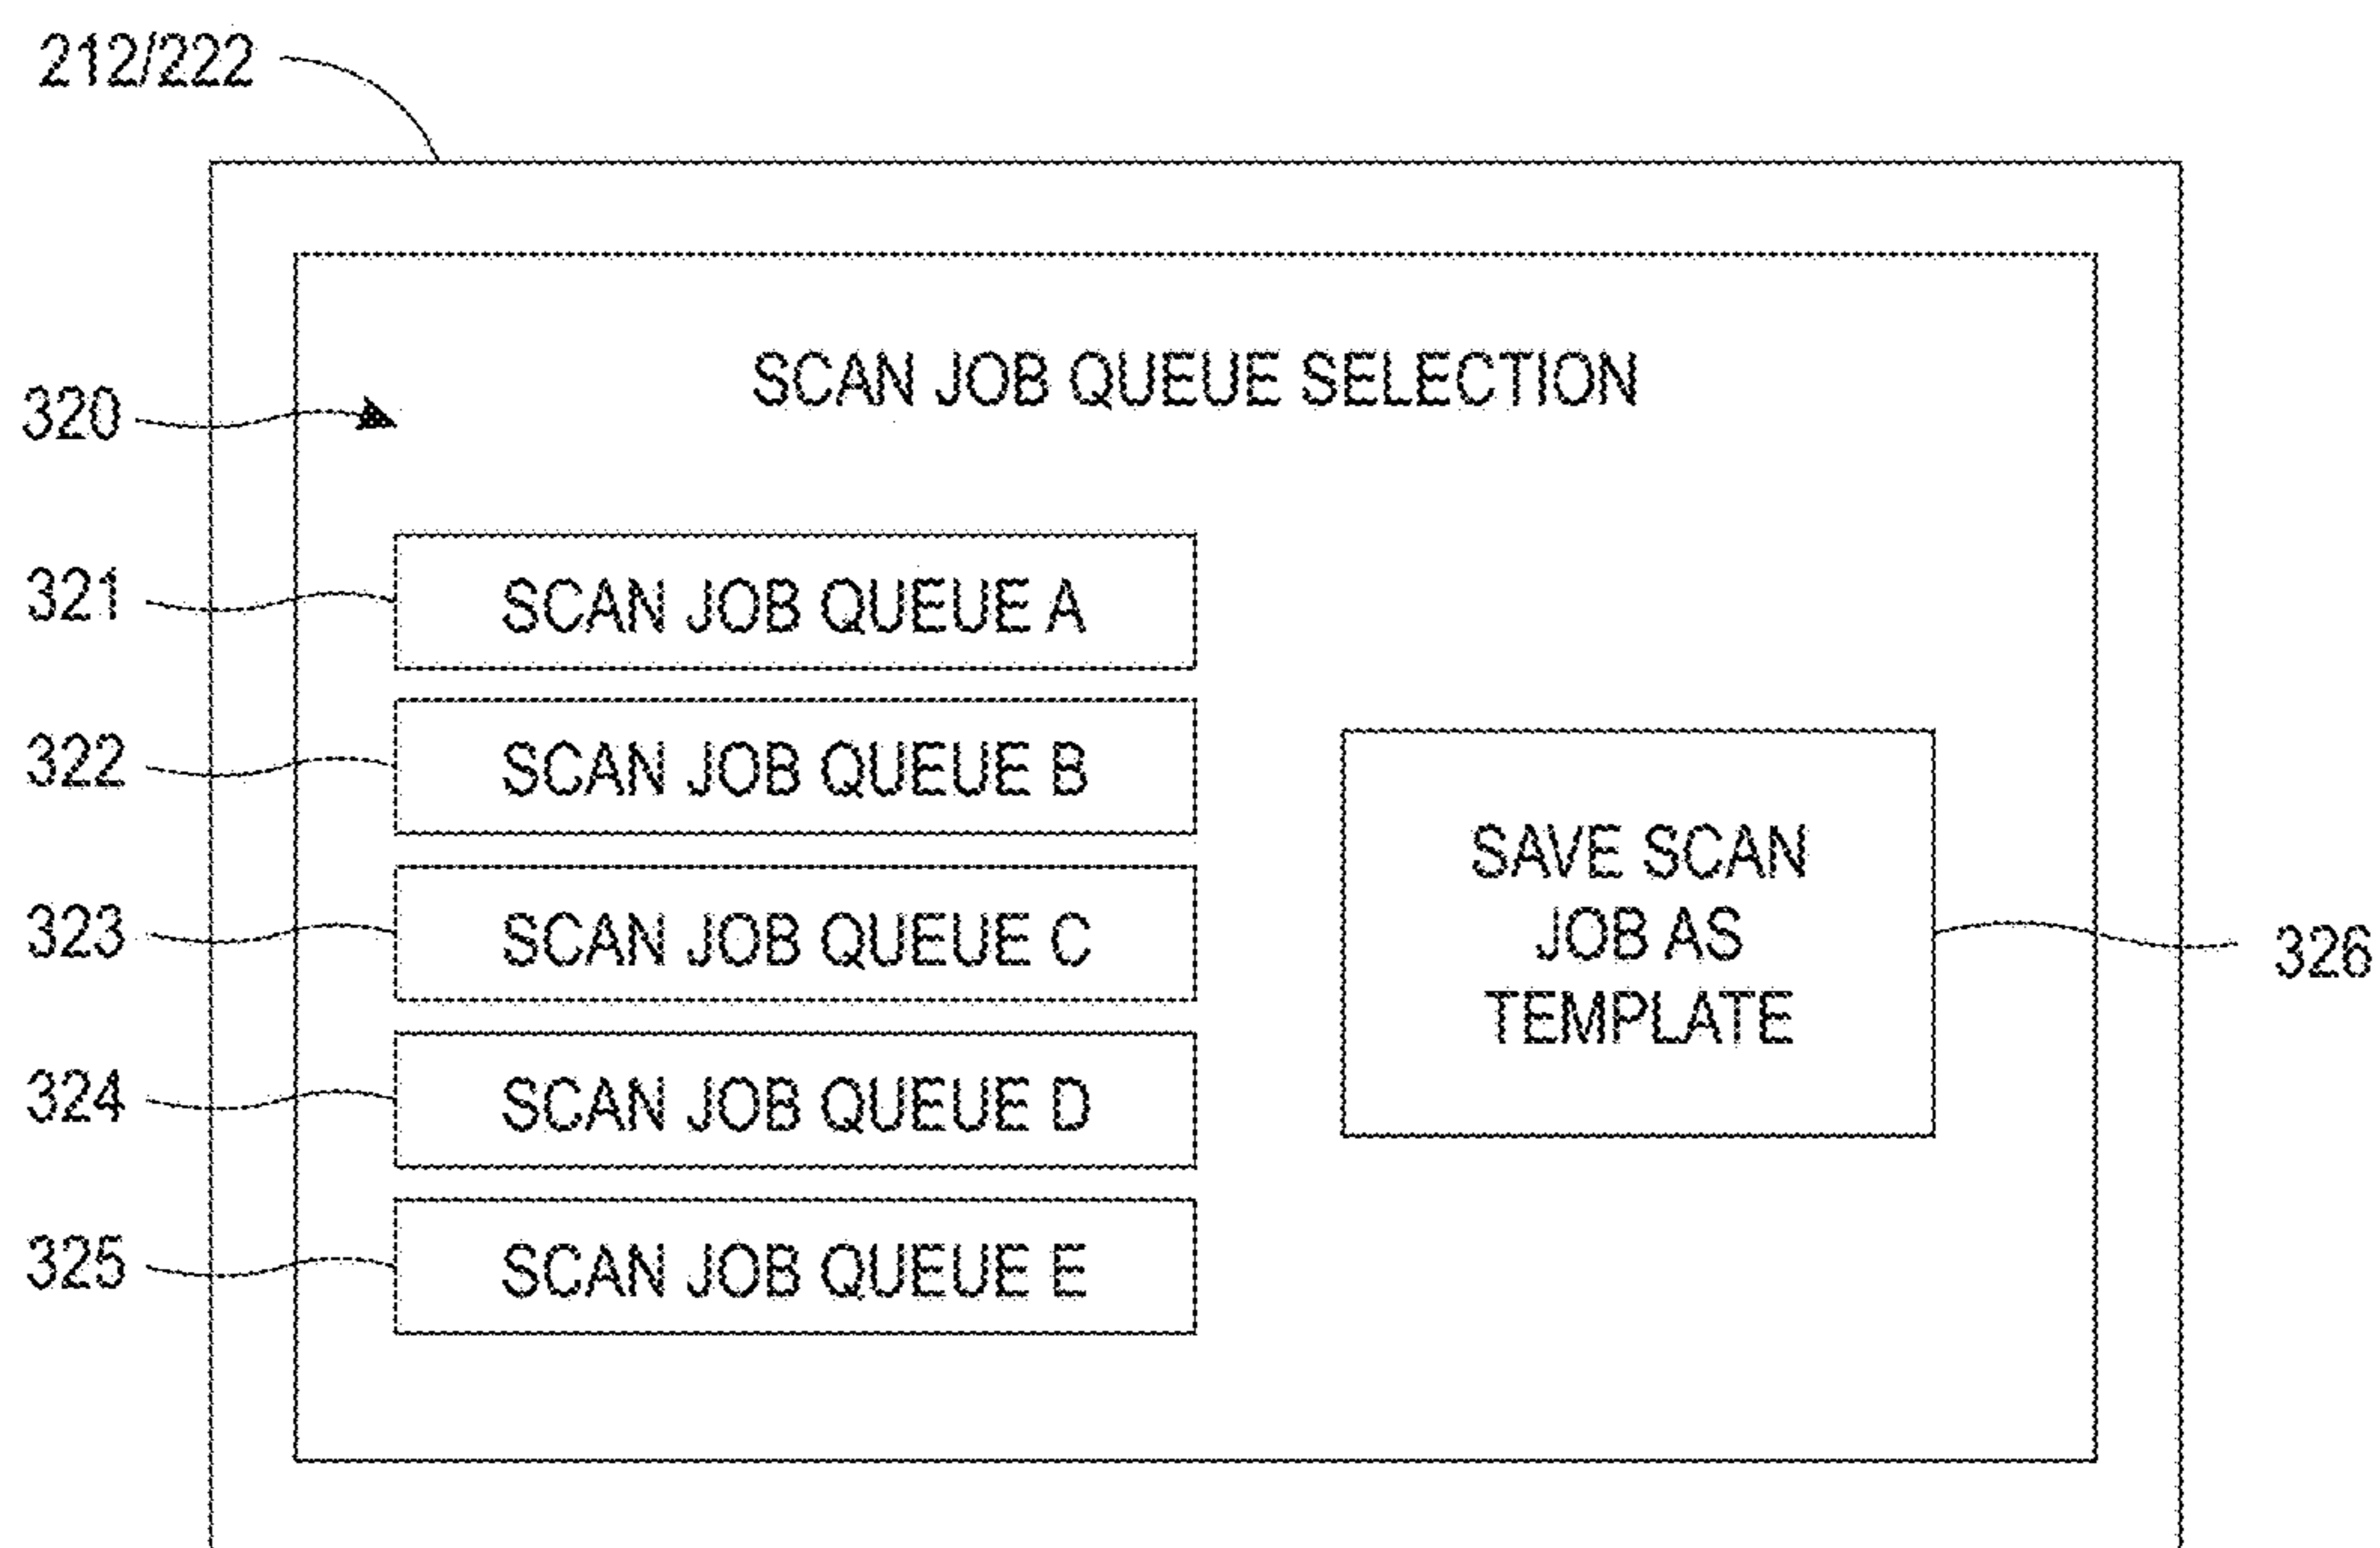 212/222
SCAN JOB QUEUE SELECTION
320
321
SCAN JOB QUEUE A
322
SCAN JOB QUEUE B
323
SCAN JOB QUEUE C
324
SCAN JOB QUEUE D
325
SCAN JOB QUEUE E
SAVE SCAN
JOB AS
TEMPLATE
326